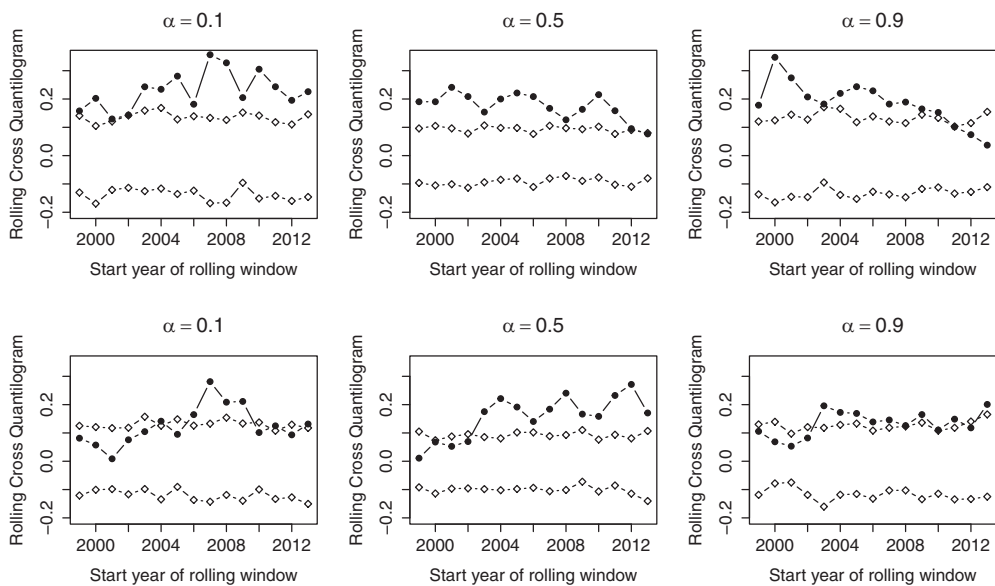 α = 0.1
Rolling Cross Quantilogram
0.2
0.0
−0.2
2000 2004 2008 2012
Start year of rolling window
α = 0.5
Rolling Cross Quantilogram
0.2
0.0
−0.2
2000 2004 2008 2012
Start year of rolling window
α = 0.9
Rolling Cross Quantilogram
0.2
0.0
−0.2
2000 2004 2008 2012
Start year of rolling window
α = 0.1
Rolling Cross Quantilogram
0.2
0.0
−0.2
2000 2004 2008 2012
Start year of rolling window
α = 0.5
Rolling Cross Quantilogram
0.2
0.0
−0.2
2000 2004 2008 2012
Start year of rolling window
α = 0.9
Rolling Cross Quantilogram
0.2
0.0
−0.2
2000 2004 2008 2012
Start year of rolling window